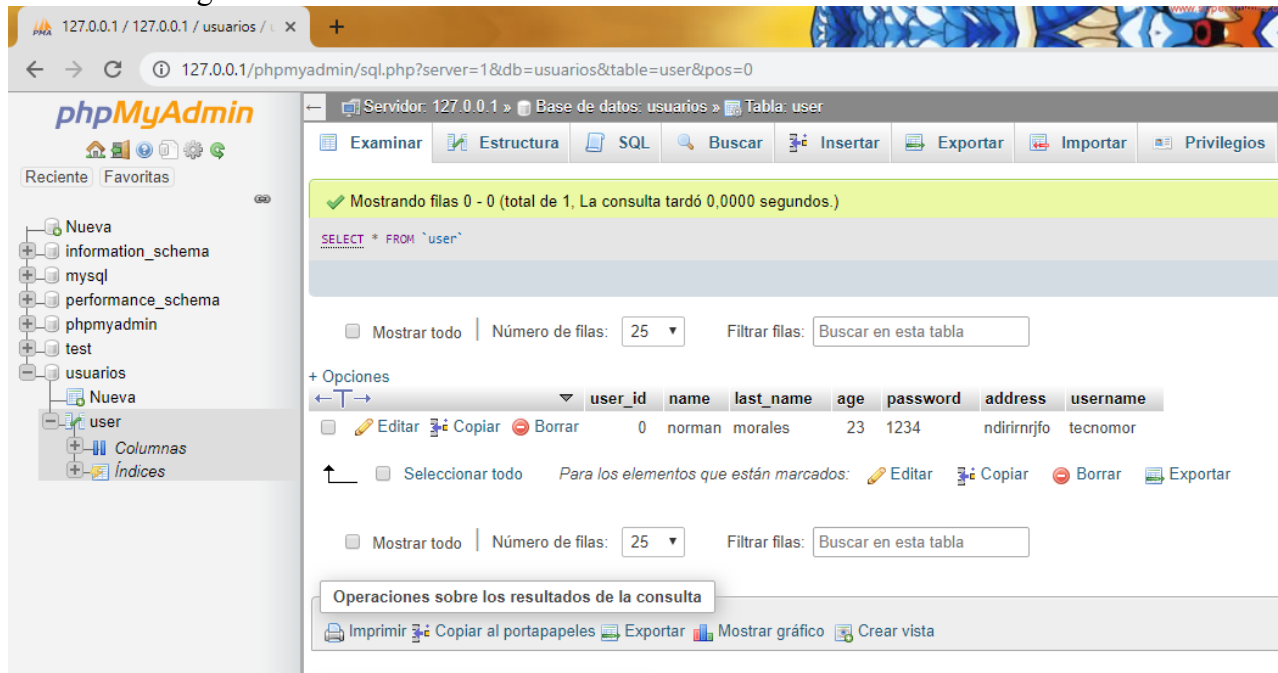 127.0.0.1 / 127.0.0.1 / usuarios /
127.0.0.1/phpmyadmin/sql.php?server=1&db=usuarios&table=user&pos=0
phpMyAdmin
Reciente Favoritas
Nueva
information_schema
mysql
performance_schema
phpmyadmin
test
usuarios
Nueva
user
Columnas
Índices
Servidor: 127.0.0.1 » Base de datos: usuarios » Tabla: user
Examinar Estructura SQL Buscar Insertar Exportar Importar Privilegios
Mostrando filas 0 - 0 (total de 1, La consulta tardó 0,0000 segundos.)
SELECT * FROM `user`
Mostrar todo Número de filas: 25 Filtrar filas: Buscar en esta tabla
+ Opciones
←T→ user_id name last_name age password address username
Editar Copiar Borrar 0 norman morales 23 1234 ndirirnrjfo tecnomor
Seleccionar todo Para los elementos que están marcados: Editar Copiar Borrar Exportar
Mostrar todo Número de filas: 25 Filtrar filas: Buscar en esta tabla
Operaciones sobre los resultados de la consulta
Imprimir Copiar al portapapeles Exportar Mostrar gráfico Crear vista